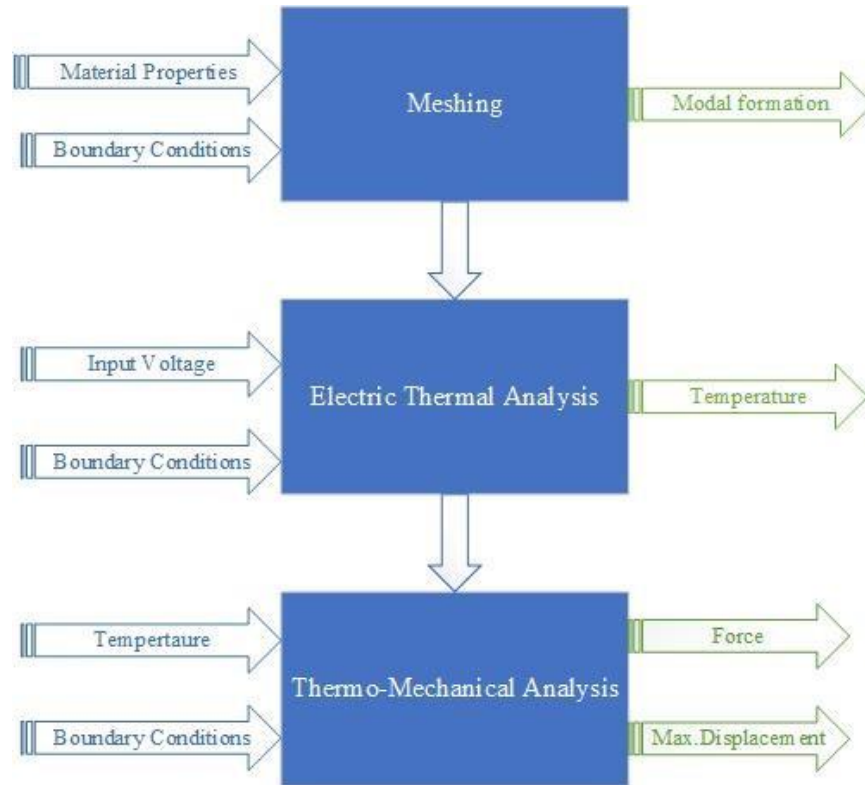 Material Properties
Boundary Conditions
Meshing
Modal formation
Input Voltage
Boundary Conditions
Electric Thermal Analysis
Temperature
Tempertaure
Boundary Conditions
Thermo-Mechanical Analysis
Force
Max.Displacement